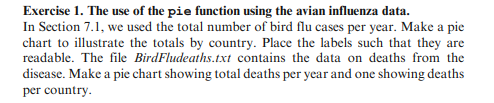 Exercise 1. The use of the pie function using the avian influenza data.
In Section 7.1, we used the total number of bird flu cases per year. Make a pie
chart to illustrate the totals by country. Place the labels such that they are
readable. The file BirdFludeaths.txt contains the data on deaths from the
disease. Make a pie chart showing total deaths per year and one showing deaths
per country.